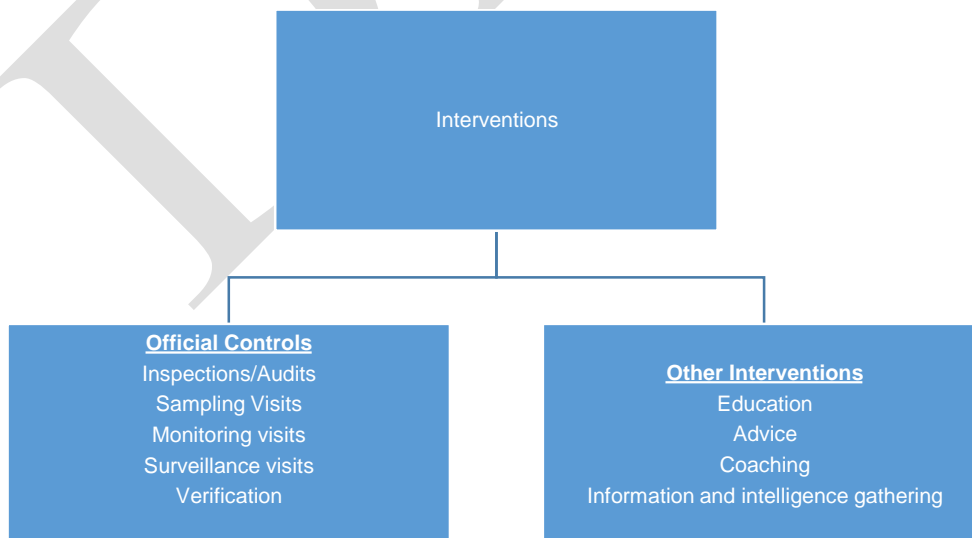 Interventions
Official Controls
Inspections/Audits
Sampling Visits
Monitoring visits
Surveillance visits
Verification
Other Interventions
Education
Advice
Coaching
Information and intelligence gathering